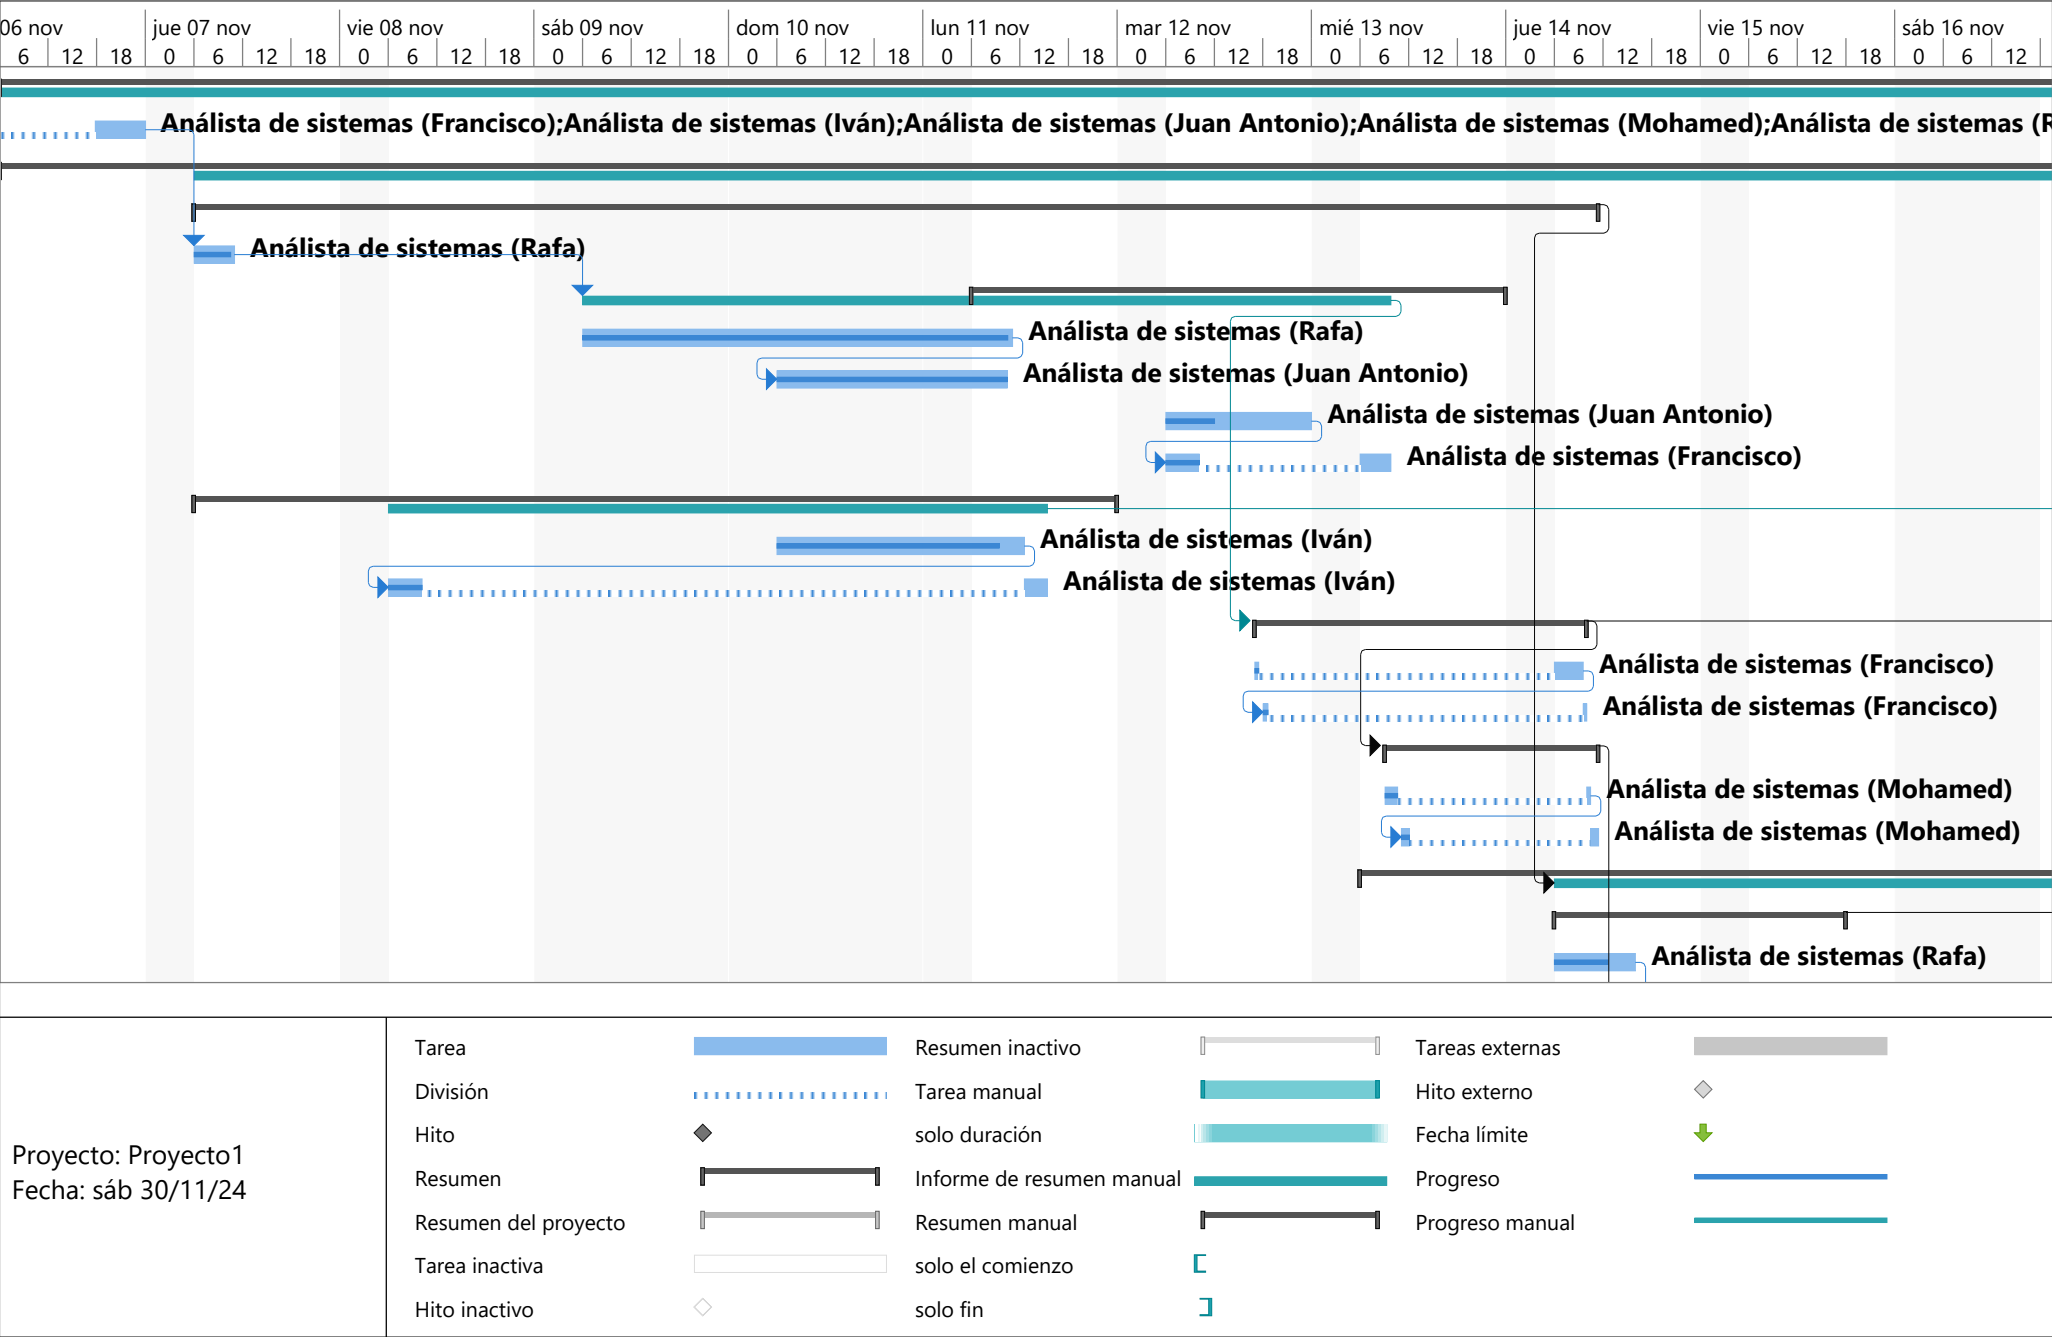 06 nov jue 07 nov vie 08 nov sáb 09 nov dom 10 nov lun 11 nov mar 12 nov mié 13 nov jue 14 nov vie 15 nov sáb 16 nov
6 12 18 0 6 12 18 0 6 12 18 0 6 12 18 0 6 12 18 0 6 12 18 0 6 12 18 0 6 12 18 0 6 12 18 0 6 12 18 0 6 12
Análista de sistemas (Francisco);Análista de sistemas (Iván);Análista de sistemas (Juan Antonio);Análista de sistemas (Mohamed);Análista de sistemas (R
Análista de sistemas (Rafa)
Análista de sistemas (Rafa)
Análista de sistemas (Juan Antonio)
Análista de sistemas (Juan Antonio)
Análista de sistemas (Francisco)
Análista de sistemas (Iván)
Análista de sistemas (Iván)
Análista de sistemas (Francisco)
Análista de sistemas (Francisco)
Análista de sistemas (Mohamed)
Análista de sistemas (Mohamed)
Análista de sistemas (Rafa)
Proyecto: Proyecto1
Fecha: sáb 30/11/24
Tarea
División
Hito
Resumen
Resumen del proyecto
Tarea inactiva
Hito inactivo
Resumen inactivo
Tarea manual
solo duración
Informe de resumen manual
Resumen manual
solo el comienzo
solo fin
Tareas externas
Hito externo
Fecha límite
Progreso
Progreso manual